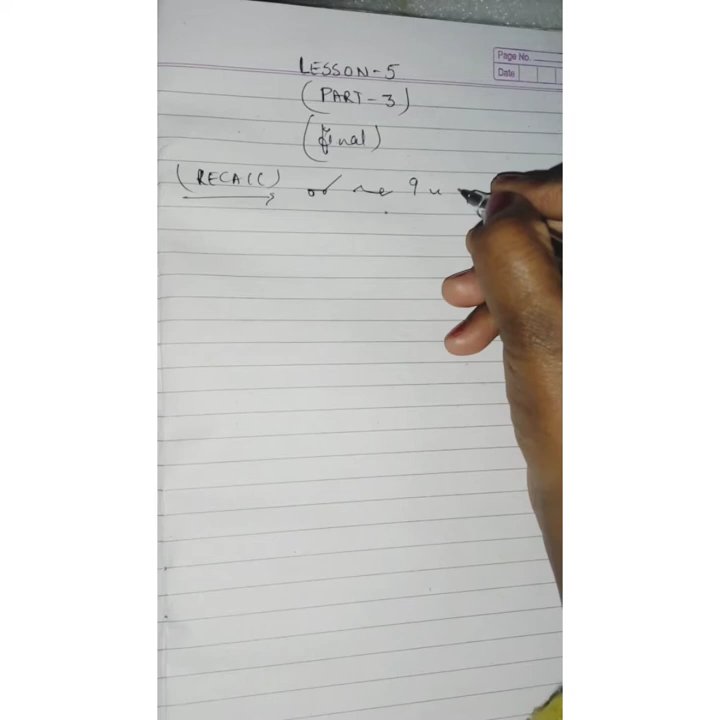 Page No.
Date
LESSON-5
(PART-3)
(final)
(RECALL)